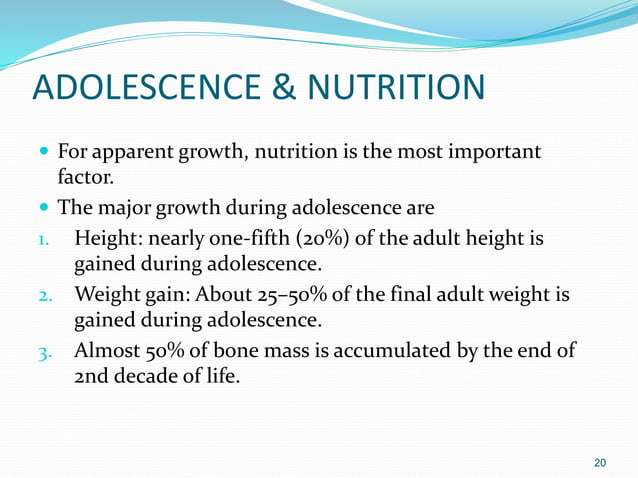 ADOLESCENCE & NUTRITION
• For apparent growth, nutrition is the most important
factor.
• The major growth during adolescence are
1. Height: nearly one-fifth (20%) of the adult height is
gained during adolescence.
2. Weight gain: About 25–50% of the final adult weight is
gained during adolescence.
3. Almost 50% of bone mass is accumulated by the end of
2nd decade of life.
20